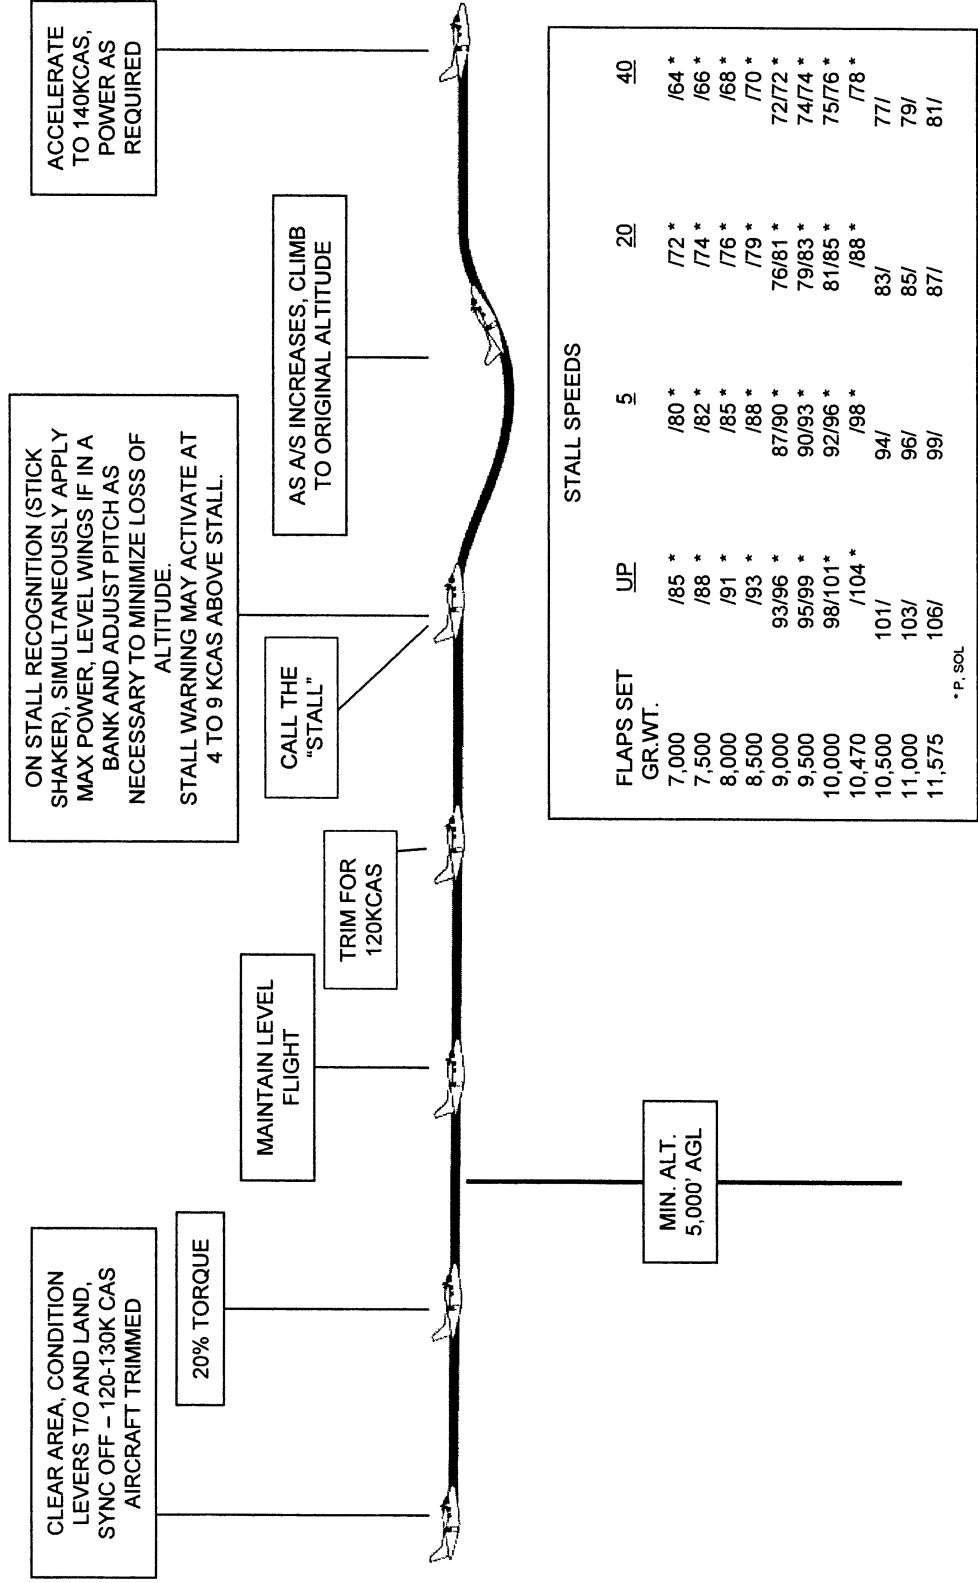 CLEAR AREA, CONDITION
LEVERS T/O AND LAND,
SYNC OFF – 120-130K CAS
AIRCRAFT TRIMMED
20% TORQUE
MAINTAIN LEVEL
FLIGHT
TRIM FOR
120KCAS
CALL THE
"STALL"
ON STALL RECOGNITION (STICK
SHAKER), SIMULTANEOUSLY APPLY
MAX POWER, LEVEL WINGS IF IN A
BANK AND ADJUST PITCH AS
NECESSARY TO MINIMIZE LOSS OF
ALTITUDE.
STALL WARNING MAY ACTIVATE AT
4 TO 9 KCAS ABOVE STALL.
AS A/S INCREASES, CLIMB
TO ORIGINAL ALTITUDE
ACCELERATE
TO 140KCAS,
POWER AS
REQUIRED
MIN. ALT.
5,000' AGL
STALL SPEEDS
FLAPS SET UP 5 20 40
GR.WT.
7,000 /85 * /80 * /72 * /64 *
7,500 /88 * /82 * /74 * /66 *
8,000 /91 * /85 * /76 * /68 *
8,500 /93 * /88 * /79 * /70 *
9,000 93/96 * 87/90 * 76/81 * 72/72 *
9,500 95/99 * 90/93 * 79/83 * 74/74 *
10,000 98/101* 92/96 * 81/85 * 75/76 *
10,470 /104 * /98 * /88 * /78 *
10,500 101/ 94/ 83/ 77/
11,000 103/ 96/ 85/ 79/
11,575 106/ 99/ 87/ 81/
* P, SOL